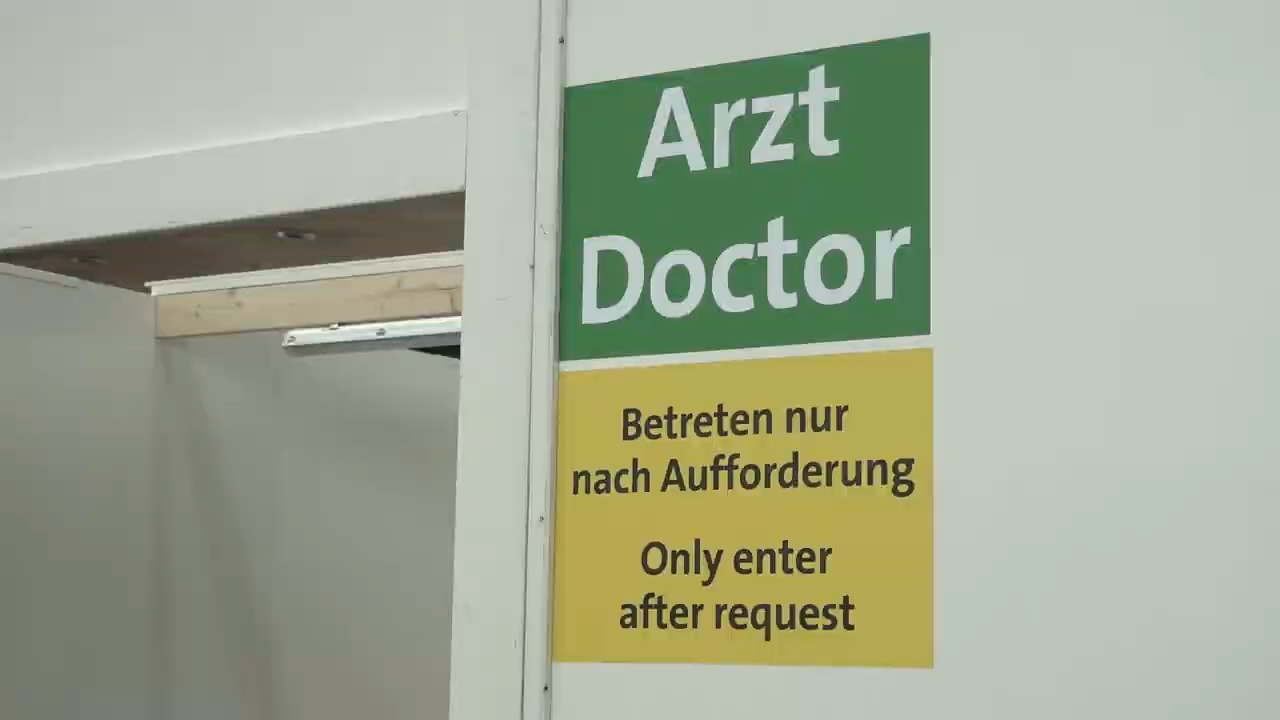 Arzt
Doctor
Betreten nur
nach Aufforderung
Only enter
after request